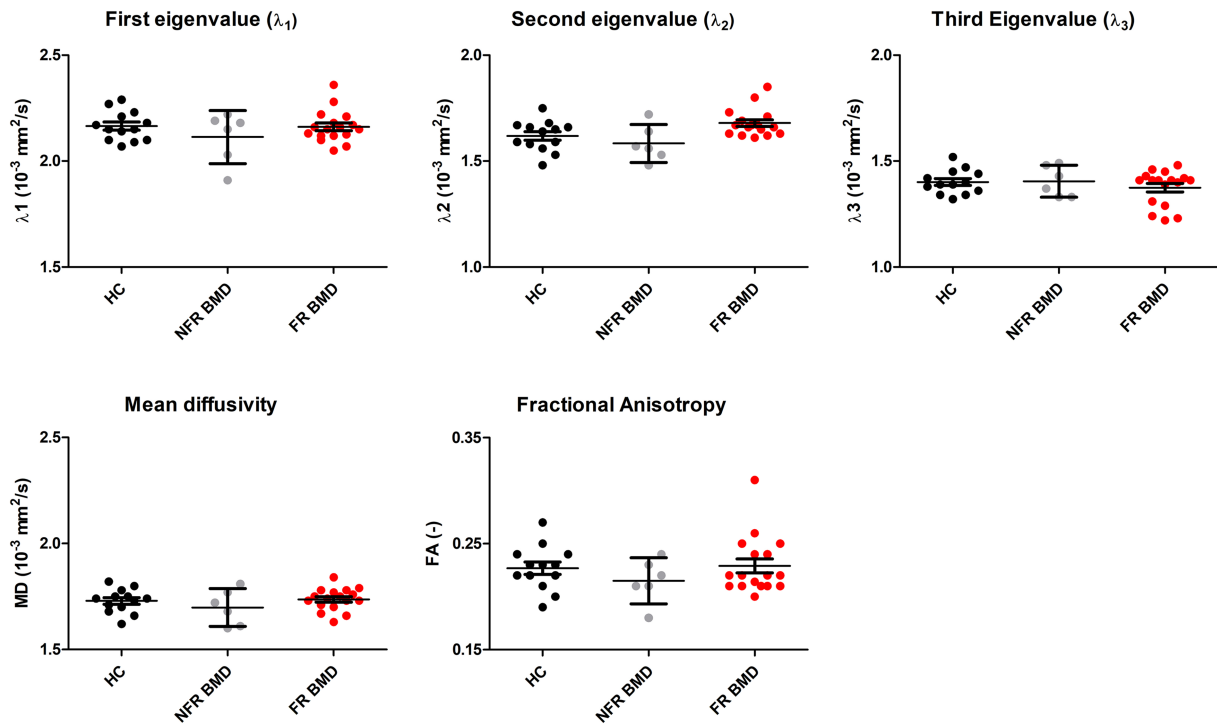 First eigenvalue (λ1)
2.5
2.0
1.5
λ1 (10-3 mm2/s)
HC
NFR BMD
FR BMD
Second eigenvalue (λ2)
2.0
1.5
1.0
λ2 (10-3 mm2/s)
HC
NFR BMD
FR BMD
Third Eigenvalue (λ3)
2.0
1.5
1.0
λ3 (10-3 mm2/s)
HC
NFR BMD
FR BMD
Mean diffusivity
2.5
2.0
1.5
MD (10-3 mm2/s)
HC
NFR BMD
FR BMD
Fractional Anisotropy
0.35
0.25
0.15
FA (-)
HC
NFR BMD
FR BMD